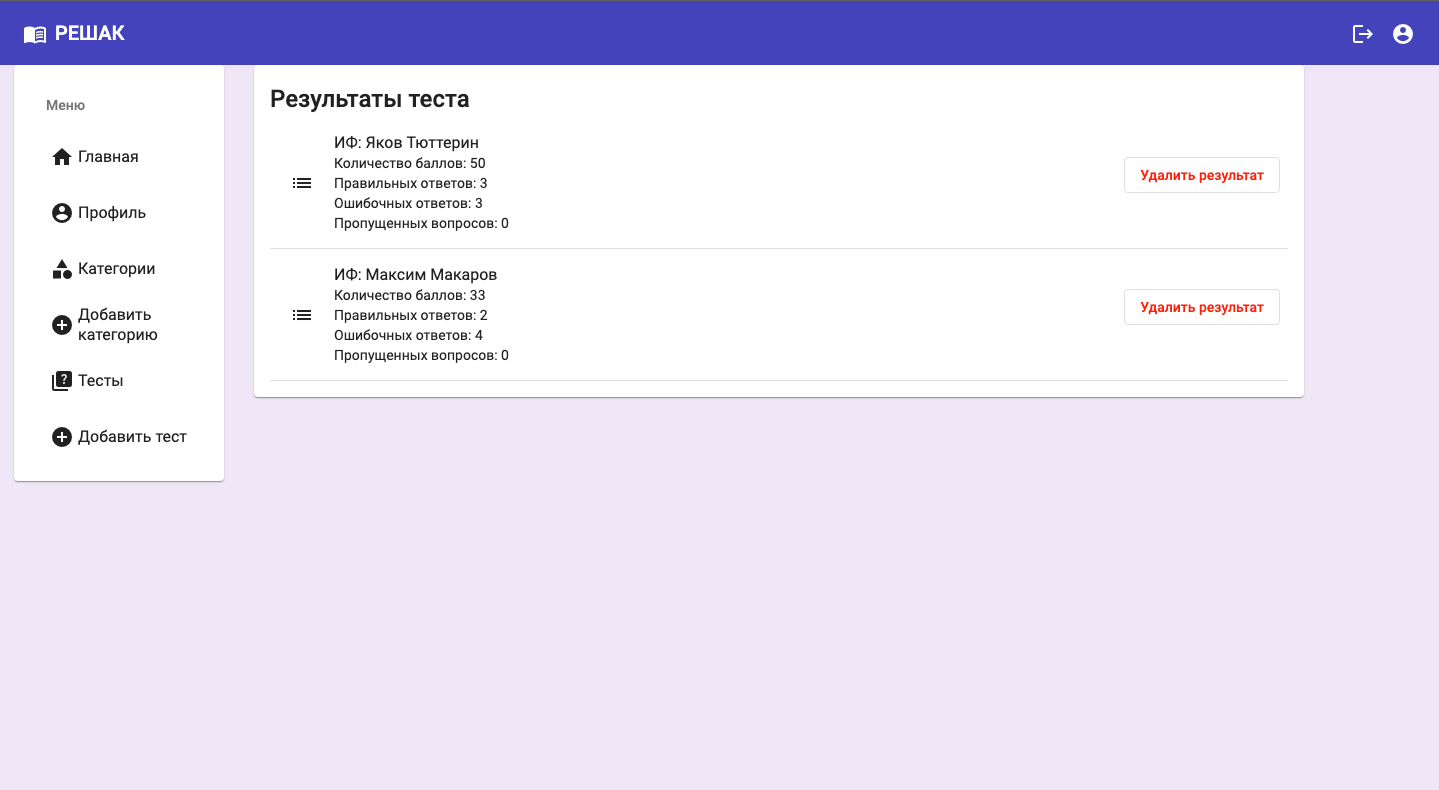 РЕШАК
Меню
Главная
Профиль
Категории
Добавить
категорию
Тесты
Добавить тест
Результаты теста
ИФ: Яков Тюттерин
Количество баллов: 50
Правильных ответов: 3
Ошибочных ответов: 3
Пропущенных вопросов: 0
Удалить результат
ИФ: Максим Макаров
Количество баллов: 33
Правильных ответов: 2
Ошибочных ответов: 4
Пропущенных вопросов: 0
Удалить результат